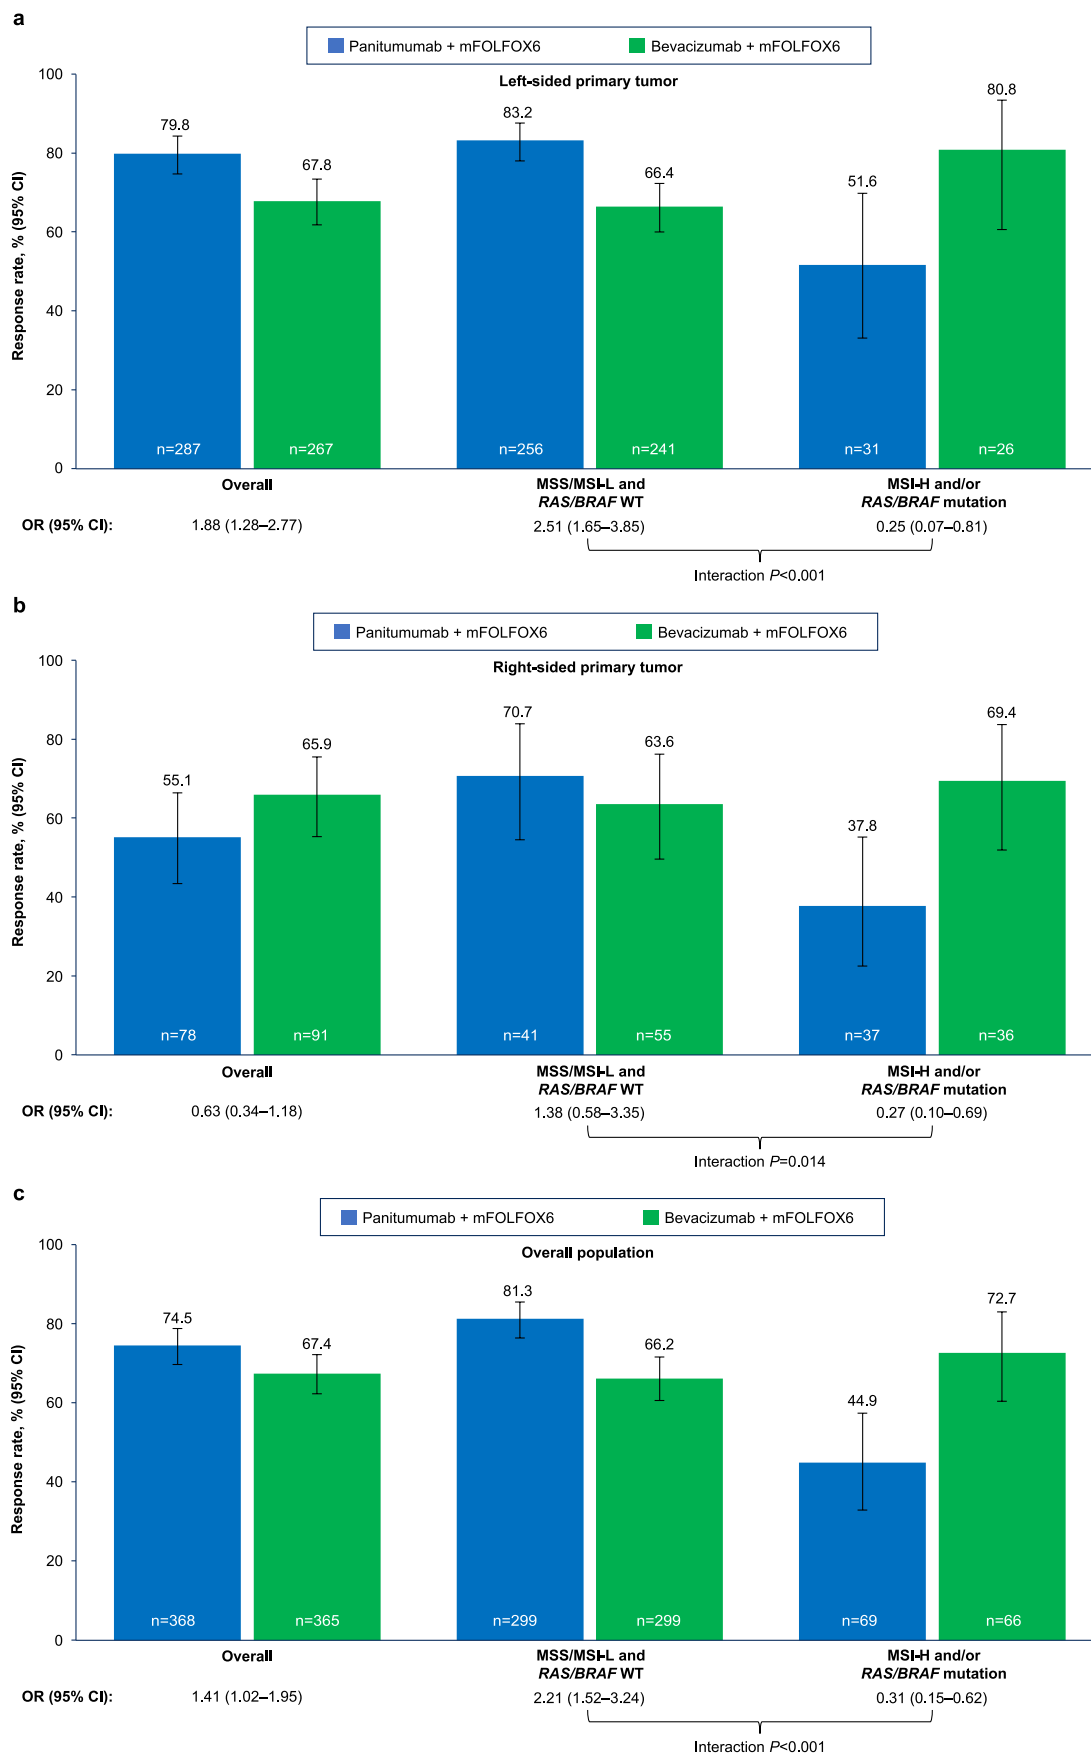 a
Panitumumab + mFOLFOX6 Bevacizumab + mFOLFOX6
Left-sided primary tumor
Response rate, % (95% CI)
100
80
60
40
20
0
79.8 67.8 83.2 66.4 51.6 80.8
n=287 n=267 n=256 n=241 n=31 n=26
Overall MSS/MSI-L and MSI-H and/or
RAS/BRAF WT RAS/BRAF mutation
OR (95% CI): 1.88 (1.28–2.77) 2.51 (1.65–3.85) 0.25 (0.07–0.81)
Interaction P<0.001
b
Panitumumab + mFOLFOX6 Bevacizumab + mFOLFOX6
Right-sided primary tumor
Response rate, % (95% CI)
100
80
60
40
20
0
55.1 65.9 70.7 63.6 37.8 69.4
n=78 n=91 n=41 n=55 n=37 n=36
Overall MSS/MSI-L and MSI-H and/or
RAS/BRAF WT RAS/BRAF mutation
OR (95% CI): 0.63 (0.34–1.18) 1.38 (0.58–3.35) 0.27 (0.10–0.69)
Interaction P=0.014
c
Panitumumab + mFOLFOX6 Bevacizumab + mFOLFOX6
Overall population
Response rate, % (95% CI)
100
80
60
40
20
0
74.5 67.4 81.3 66.2 44.9 72.7
n=368 n=365 n=299 n=299 n=69 n=66
Overall MSS/MSI-L and MSI-H and/or
RAS/BRAF WT RAS/BRAF mutation
OR (95% CI): 1.41 (1.02–1.95) 2.21 (1.52–3.24) 0.31 (0.15–0.62)
Interaction P<0.001